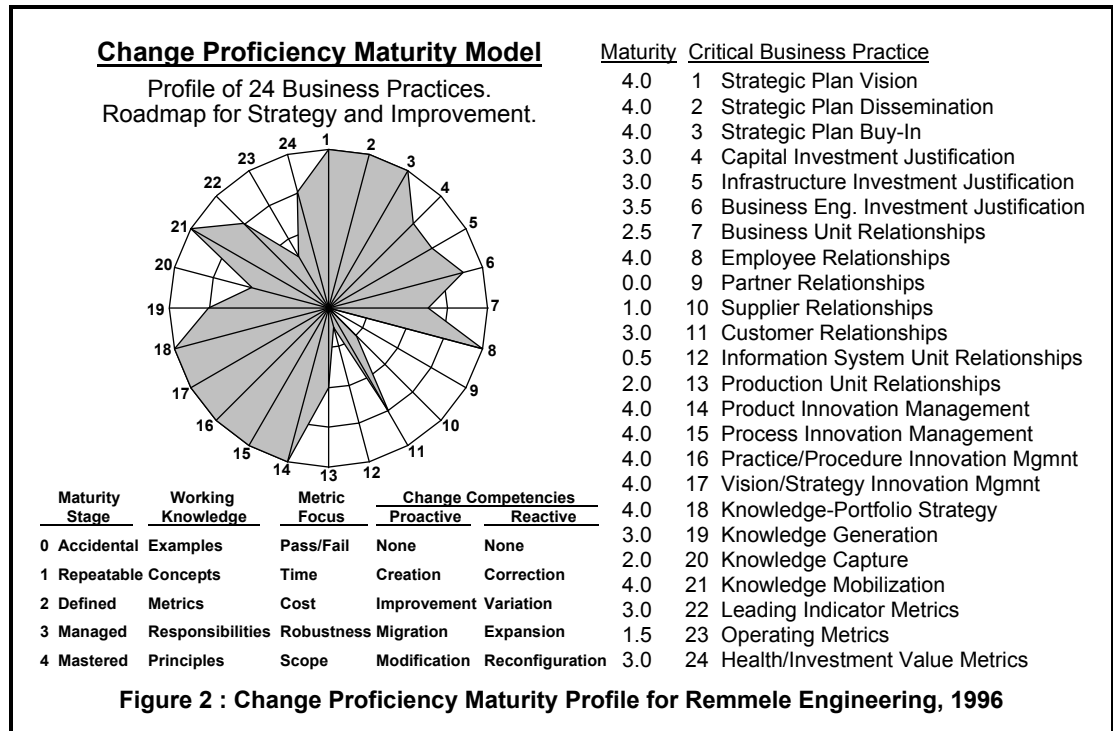 Change Proficiency Maturity Model
Profile of 24 Business Practices.
Roadmap for Strategy and Improvement.
1
2
3
4
5
6
7
8
9
10
11
12
13
14
15
16
17
18
19
20
21
22
23
24
Maturity Working Metric Change Competencies
Stage Knowledge Focus Proactive Reactive
0 Accidental Examples Pass/Fail None None
1 Repeatable Concepts Time Creation Correction
2 Defined Metrics Cost Improvement Variation
3 Managed Responsibilities Robustness Migration Expansion
4 Mastered Principles Scope Modification Reconfiguration
Maturity Critical Business Practice
4.0 1 Strategic Plan Vision
4.0 2 Strategic Plan Dissemination
4.0 3 Strategic Plan Buy-In
3.0 4 Capital Investment Justification
3.0 5 Infrastructure Investment Justification
3.5 6 Business Eng. Investment Justification
2.5 7 Business Unit Relationships
4.0 8 Employee Relationships
0.0 9 Partner Relationships
1.0 10 Supplier Relationships
3.0 11 Customer Relationships
0.5 12 Information System Unit Relationships
2.0 13 Production Unit Relationships
4.0 14 Product Innovation Management
4.0 15 Process Innovation Management
4.0 16 Practice/Procedure Innovation Mgmnt
4.0 17 Vision/Strategy Innovation Mgmnt
4.0 18 Knowledge-Portfolio Strategy
3.0 19 Knowledge Generation
2.0 20 Knowledge Capture
4.0 21 Knowledge Mobilization
3.0 22 Leading Indicator Metrics
1.5 23 Operating Metrics
3.0 24 Health/Investment Value Metrics
Figure 2 : Change Proficiency Maturity Profile for Remmele Engineering, 1996